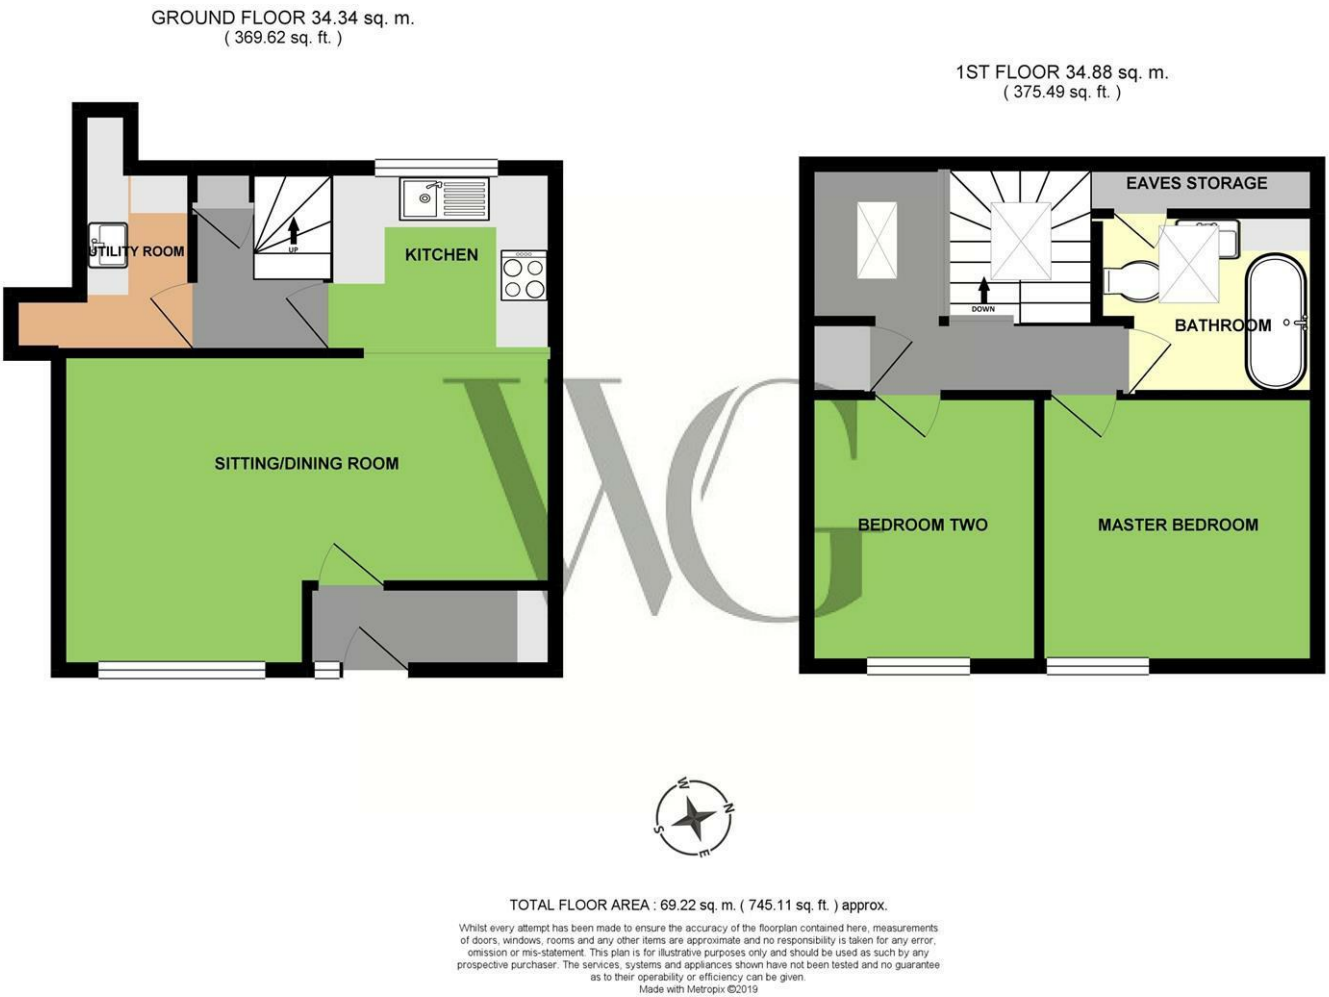 GROUND FLOOR 34.34 sq. m.
( 369.62 sq. ft. )
1ST FLOOR 34.88 sq. m.
( 375.49 sq. ft. )
UTILITY ROOM
UP
KITCHEN
SITTING/DINING ROOM
EAVES STORAGE
DOWN
BATHROOM
BEDROOM TWO
MASTER BEDROOM
WG
W
N
S
E
TOTAL FLOOR AREA : 69.22 sq. m. ( 745.11 sq. ft. ) approx.
Whilst every attempt has been made to ensure the accuracy of the floorplan contained here, measurements
of doors, windows, rooms and any other items are approximate and no responsibility is taken for any error,
omission or mis-statement. This plan is for illustrative purposes only and should be used as such by any
prospective purchaser. The services, systems and appliances shown have not been tested and no guarantee
as to their operability or efficiency can be given.
Made with Metropix ©2019